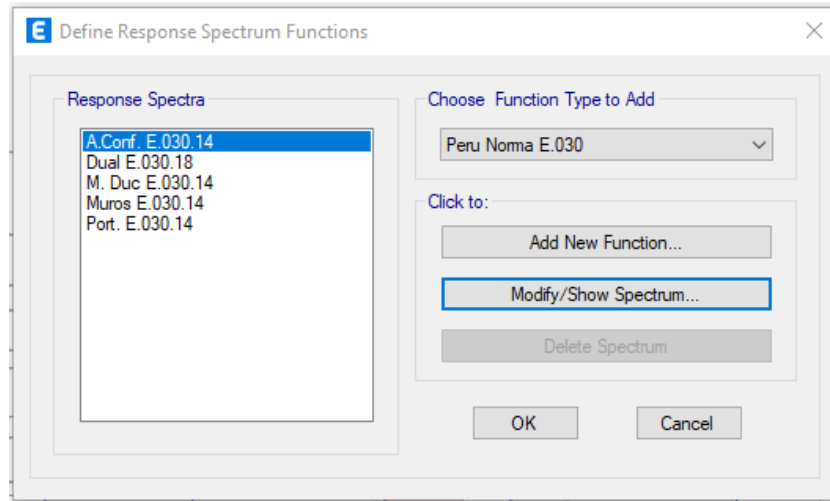 E Define Response Spectrum Functions
Response Spectra
A.Conf. E.030.14
Dual E.030.18
M. Duc E.030.14
Muros E.030.14
Port. E.030.14
Choose Function Type to Add
Peru Norma E.030
Click to:
Add New Function...
Modify/Show Spectrum...
Delete Spectrum
OK
Cancel